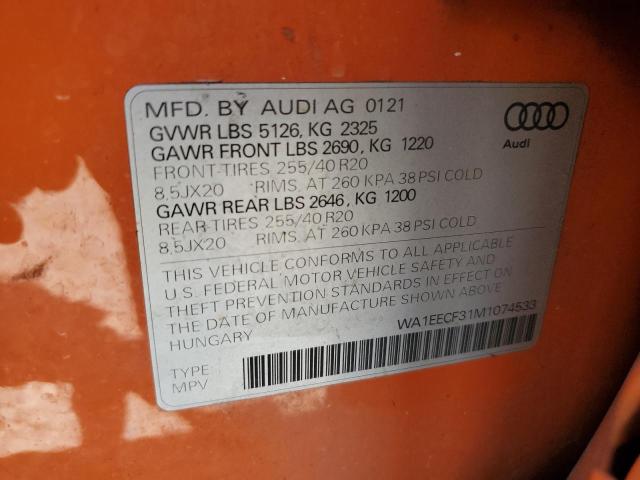 MFD. BY AUDI AG 0121
GVWR LBS 5126, KG 2325
GAWR FRONT LBS 2690, KG 1220
FRONT-TIRES 255/40 R20
8,5JX20 RIMS, AT 260 KPA 38 PSI COLD
GAWR REAR LBS 2646, KG 1200
REAR-TIRES 255/40 R20
8,5JX20 RIMS, AT 260 KPA 38 PSI COLD
Audi
THIS VEHICLE CONFORMS TO ALL APPLICABLE
U.S. FEDERAL MOTOR VEHICLE SAFETY AND
THEFT PREVENTION STANDARDS IN EFFECT ON
THE DATE OF MANUFACTURE SHOWN ABOVE
HUNGARY
WA1EECF31M1074533
TYPE
MPV